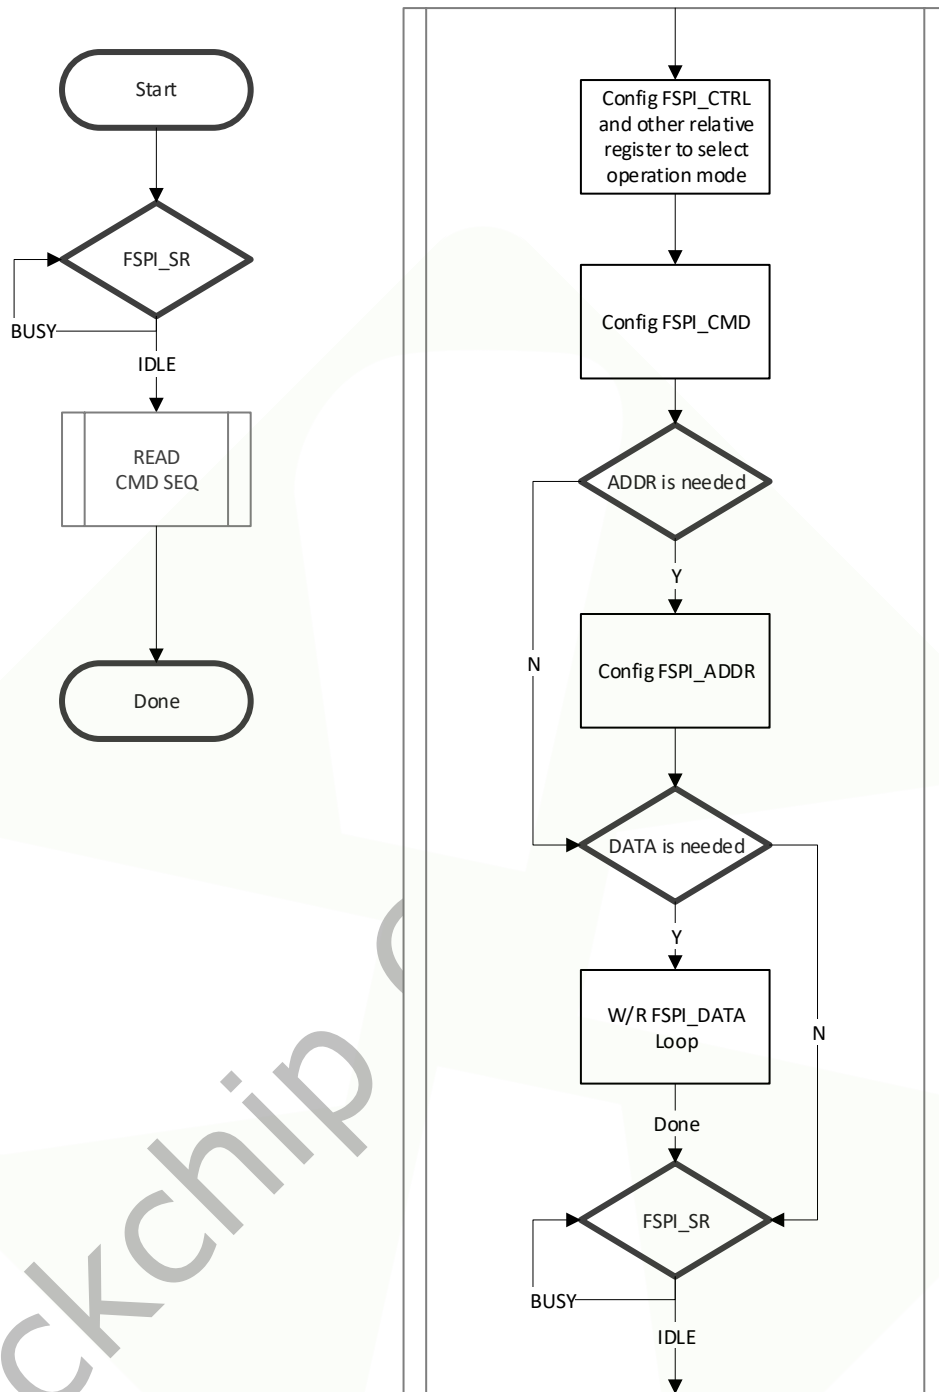 Start
FSPI_SR
BUSY
IDLE
READ
CMD SEQ
Done
Config FSPI_CTRL
and other relative
register to select
operation mode
Config FSPI_CMD
ADDR is needed
Y
N
Config FSPI_ADDR
DATA is needed
Y
N
W/R FSPI_DATA
Loop
Done
FSPI_SR
BUSY
IDLE
ckchip